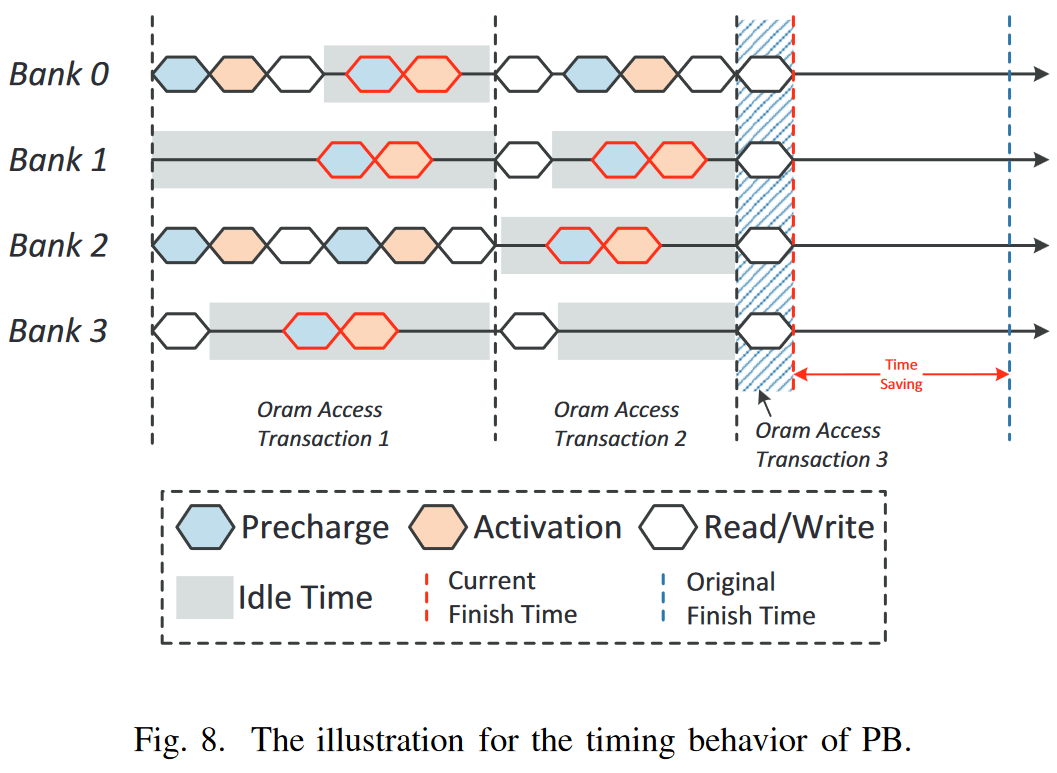 Bank 0
Bank 1
Bank 2
Bank 3
Time
Saving
Oram Access
Transaction 1
Oram Access
Transaction 2
Oram Access
Transaction 3
Precharge
Activation
Read/Write
Idle Time
Current
Finish Time
Original
Finish Time
Fig. 8. The illustration for the timing behavior of PB.